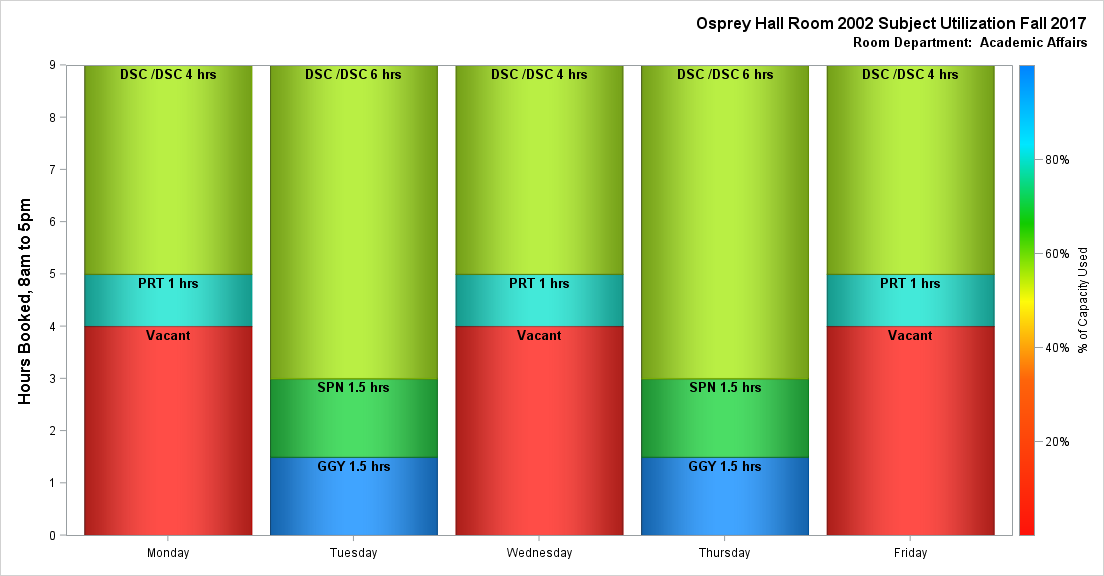 Osprey Hall Room 2002 Subject Utilization Fall 2017
Room Department:  Academic Affairs
Hours Booked, 8am to 5pm
9
8
7
6
5
4
3
2
1
0
DSC /DSC 4 hrs
PRT 1 hrs
Vacant
DSC /DSC 6 hrs
SPN 1.5 hrs
GGY 1.5 hrs
DSC /DSC 4 hrs
PRT 1 hrs
Vacant
DSC /DSC 6 hrs
SPN 1.5 hrs
GGY 1.5 hrs
DSC /DSC 4 hrs
PRT 1 hrs
Vacant
Monday
Tuesday
Wednesday
Thursday
Friday
80%
60%
40%
20%
% of Capacity Used